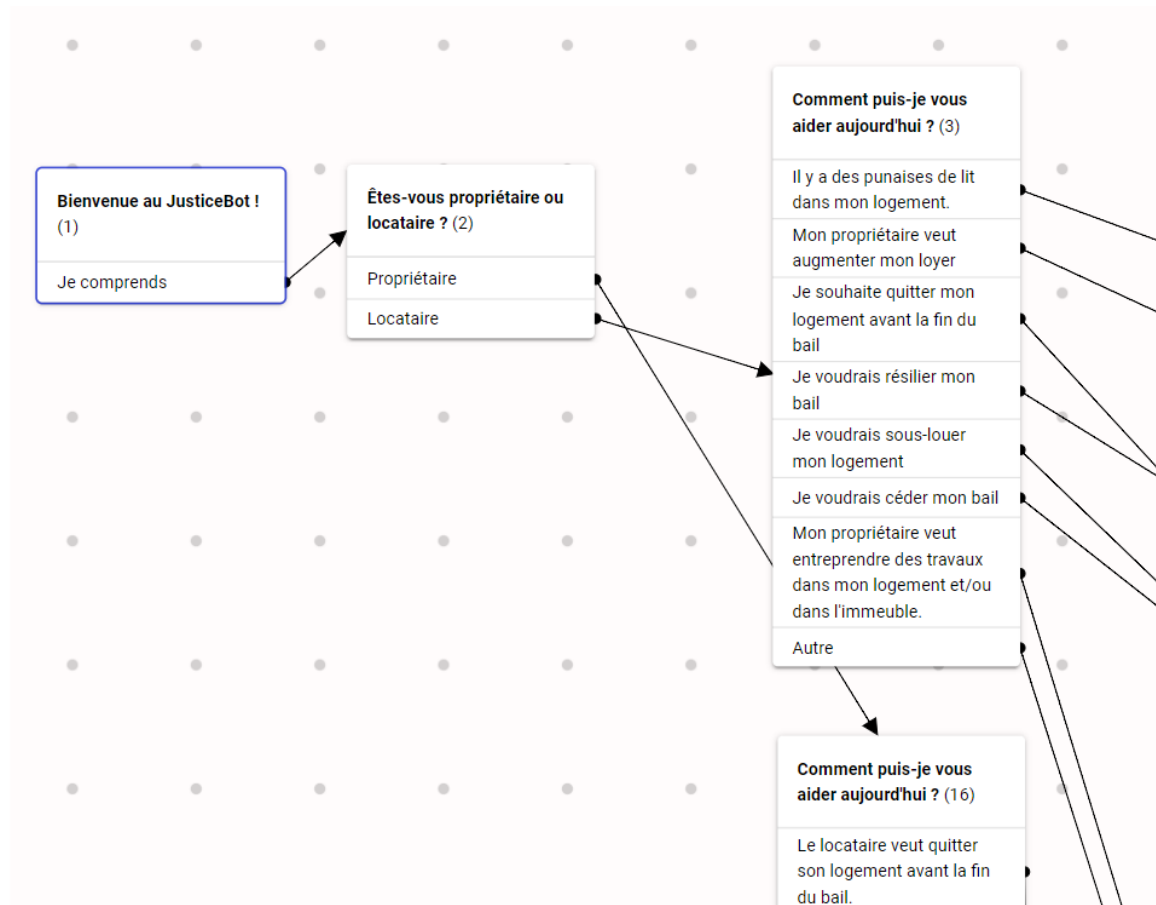 Bienvenue au JusticeBot !
(1)
Je comprends
Êtes-vous propriétaire ou
locataire ? (2)
Propriétaire
Locataire
Comment puis-je vous
aider aujourd'hui ? (3)
Il y a des punaises de lit
dans mon logement.
Mon propriétaire veut
augmenter mon loyer
Je souhaite quitter mon
logement avant la fin du
bail
Je voudrais résilier mon
bail
Je voudrais sous-louer
mon logement
Je voudrais céder mon bail
Mon propriétaire veut
entreprendre des travaux
dans mon logement et/ou
dans l'immeuble.
Autre
Comment puis-je vous
aider aujourd'hui ? (16)
Le locataire veut quitter
son logement avant la fin
du bail.